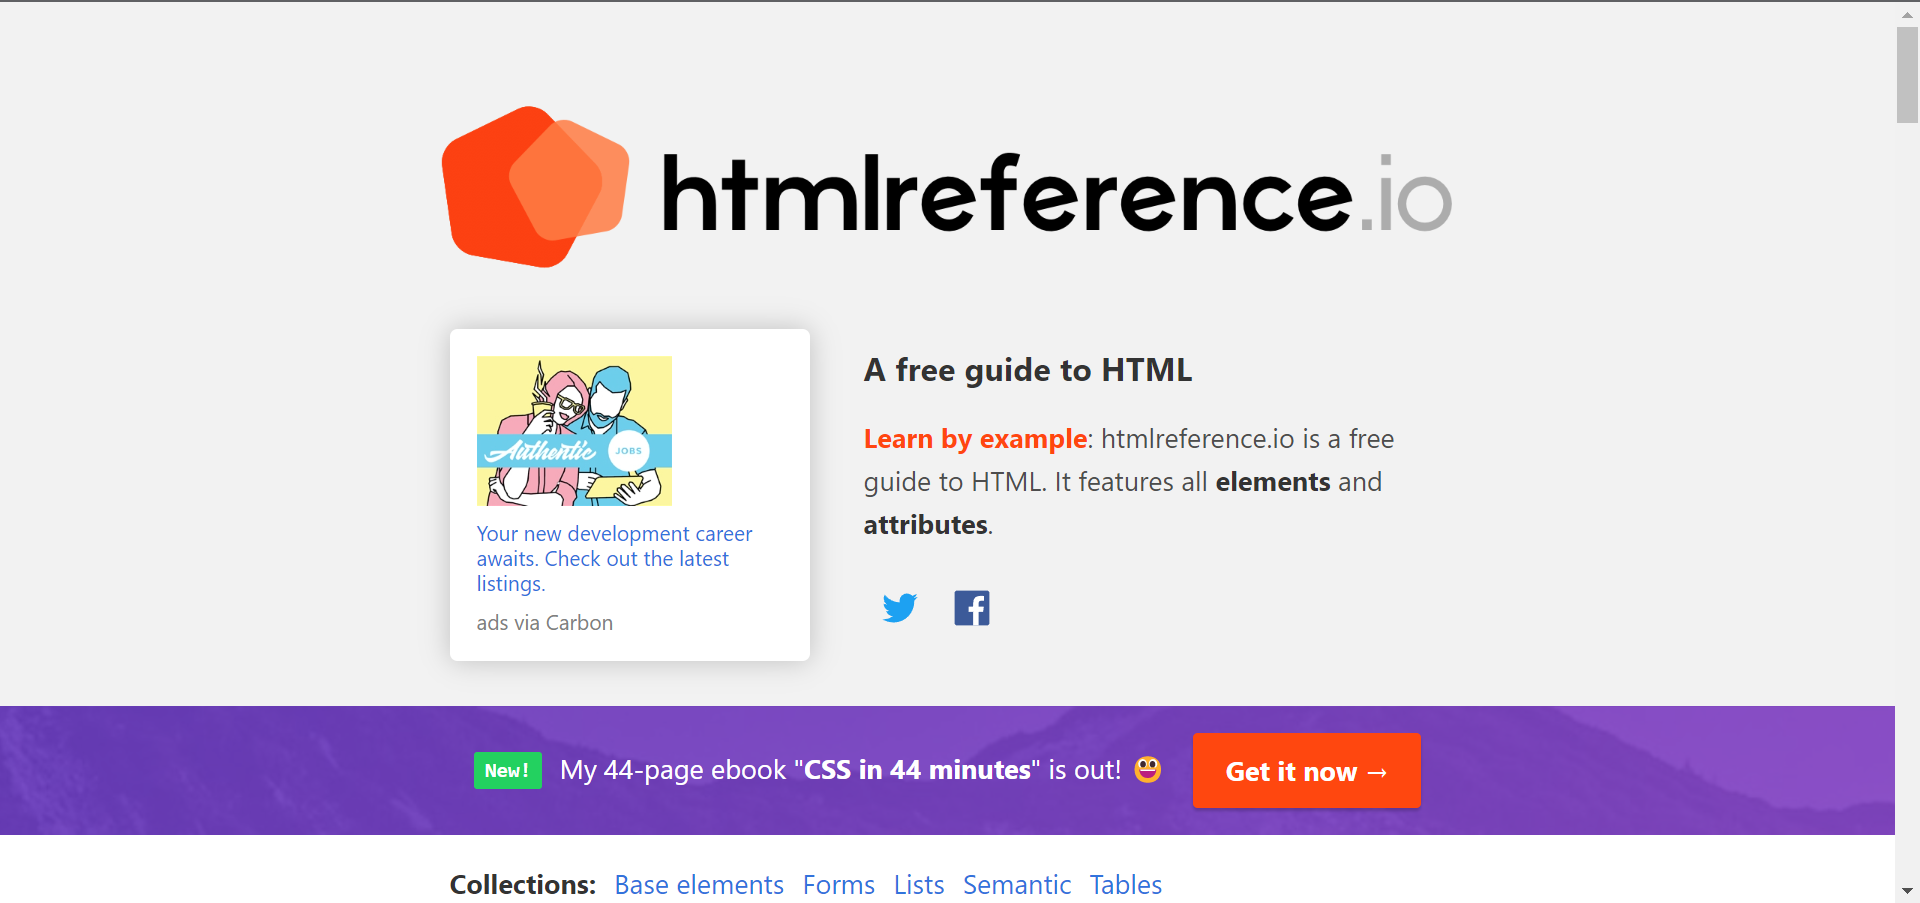 htmlreference.io
Authentic JOBS
Your new development career
awaits. Check out the latest
listings.
ads via Carbon
A free guide to HTML
Learn by example: htmlreference.io is a free
guide to HTML. It features all elements and
attributes.
New! My 44-page ebook "CSS in 44 minutes" is out! 😃 Get it now →
Collections: Base elements Forms Lists Semantic Tables